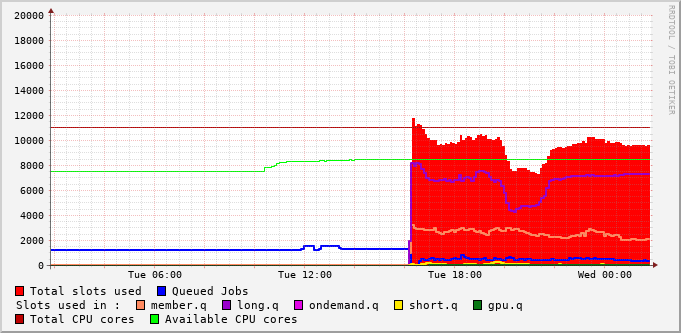 20000
18000
16000
14000
12000
10000
8000
6000
4000
2000
0
Tue 06:00 Tue 12:00 Tue 18:00 Wed 00:00
Total slots used Queued Jobs
Slots used in : member.q long.q ondemand.q short.q gpu.q
Total CPU cores Available CPU cores
RRDTOOL / TOBI OETIKER